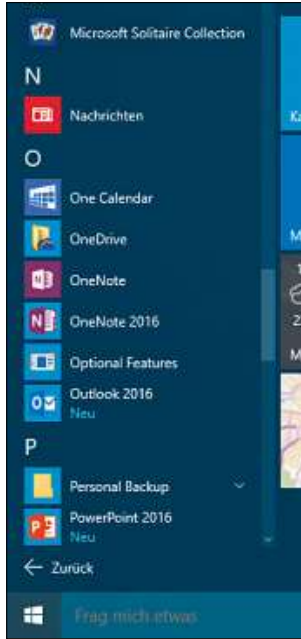 Microsoft Solitaire Collection
N
Nachrichten
O
One Calendar
OneDrive
OneNote
OneNote 2016
Optional Features
Outlook 2016
Neu
P
Personal Backup
PowerPoint 2016
Neu
Zurück
Frag mich etwas